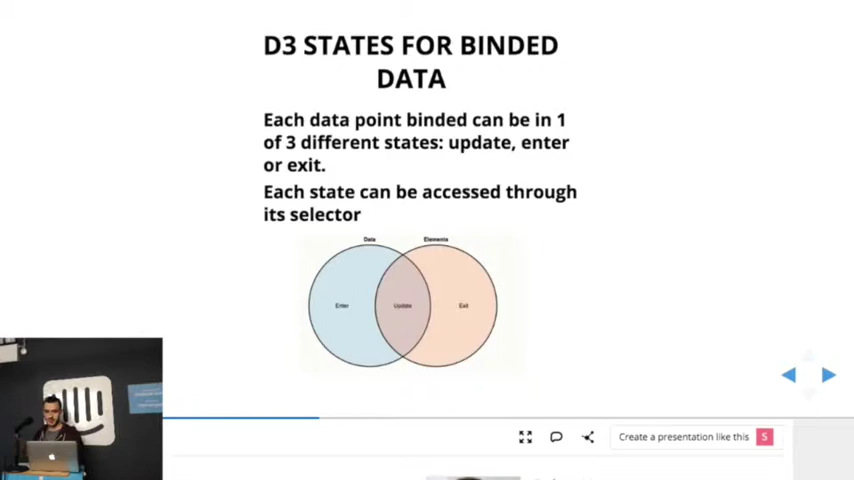 D3 STATES FOR BINDED
DATA
Each data point binded can be in 1
of 3 different states: update, enter
or exit.
Each state can be accessed through
its selector
Data Elements
Enter Update Exit
Create a presentation like this S